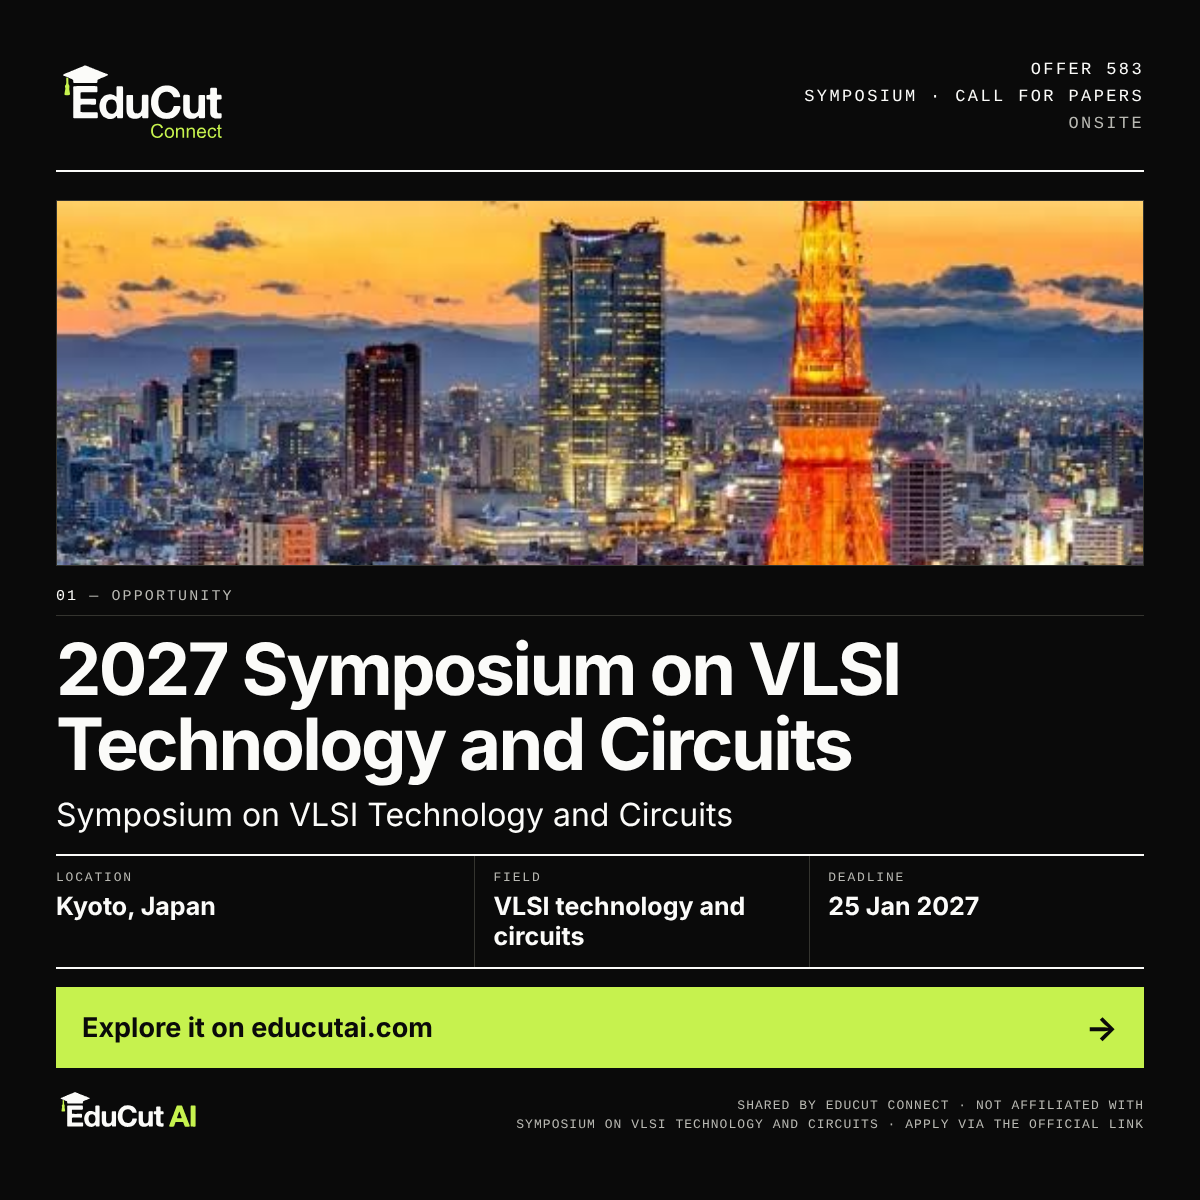 EduCut
Connect
OFFER 583
SYMPOSIUM · CALL FOR PAPERS
ONSITE
01 — OPPORTUNITY
2027 Symposium on VLSI
Technology and Circuits
Symposium on VLSI Technology and Circuits
LOCATION
Kyoto, Japan
FIELD
VLSI technology and
circuits
DEADLINE
25 Jan 2027
Explore it on educutai.com →
EduCut AI
SHARED BY EDUCUT CONNECT · NOT AFFILIATED WITH
SYMPOSIUM ON VLSI TECHNOLOGY AND CIRCUITS · APPLY VIA THE OFFICIAL LINK